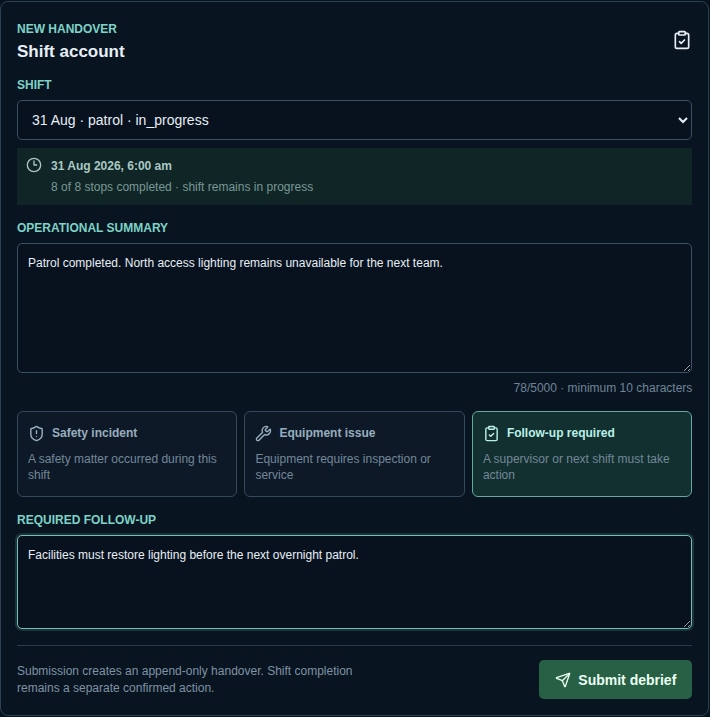 NEW HANDOVER
Shift account
SHIFT
31 Aug · patrol · in_progress
31 Aug 2026, 6:00 am
8 of 8 stops completed · shift remains in progress
OPERATIONAL SUMMARY
Patrol completed. North access lighting remains unavailable for the next team.
78/5000 · minimum 10 characters
Safety incident
A safety matter occurred during this
shift
Equipment issue
Equipment requires inspection or
service
Follow-up required
A supervisor or next shift must take
action
REQUIRED FOLLOW-UP
Facilities must restore lighting before the next overnight patrol.
Submission creates an append-only handover. Shift completion
remains a separate confirmed action.
Submit debrief